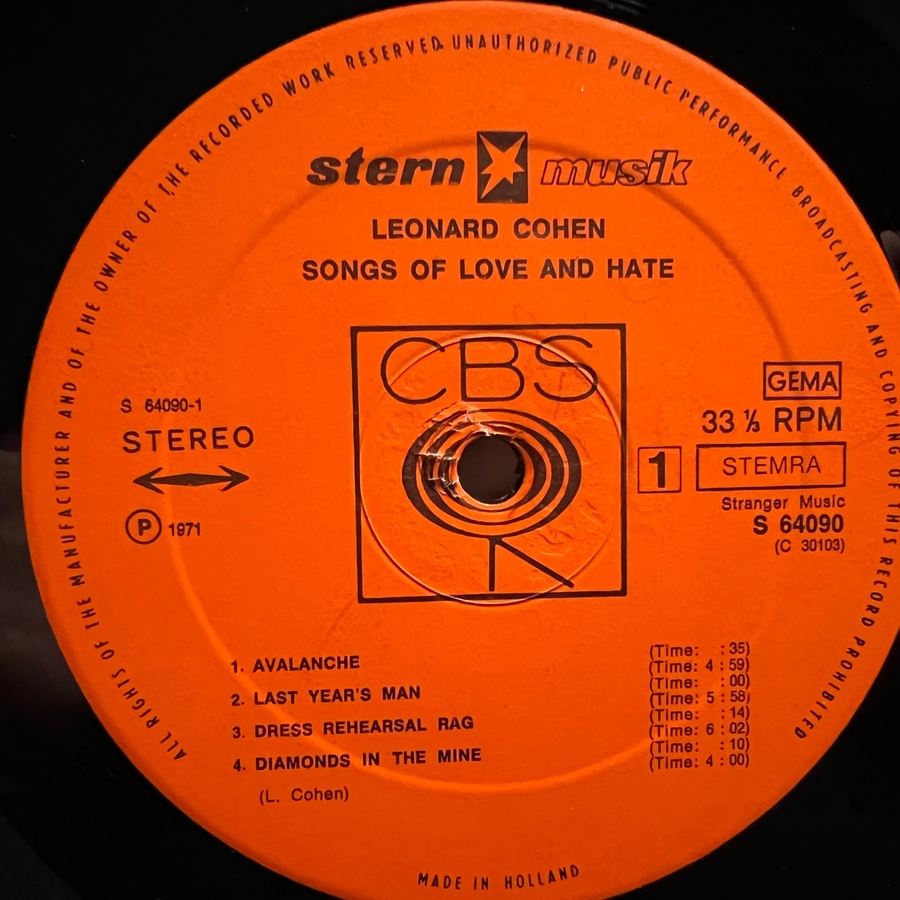 ALL RIGHTS OF THE MANUFACTURER AND OF THE OWNER OF THE RECORDED WORK RESERVED. UNAUTHORIZED PUBLIC PERFORMANCE BROADCASTING AND COPYING OF THIS RECORD PROHIBITED
stern musik
LEONARD COHEN
SONGS OF LOVE AND HATE
CBS
S 64090-1
STEREO
P 1971
GEMA
33 ⅓ RPM
1 STEMRA
Stranger Music
S 64090
(C 30103)
(Time: :35)
1. AVALANCHE (Time: 4:59)
(Time: :00)
2. LAST YEAR'S MAN (Time: 5:58)
(Time: :14)
3. DRESS REHEARSAL RAG (Time: 6:02)
(Time: :10)
4. DIAMONDS IN THE MINE (Time: 4:00)
(L. Cohen)
MADE IN HOLLAND